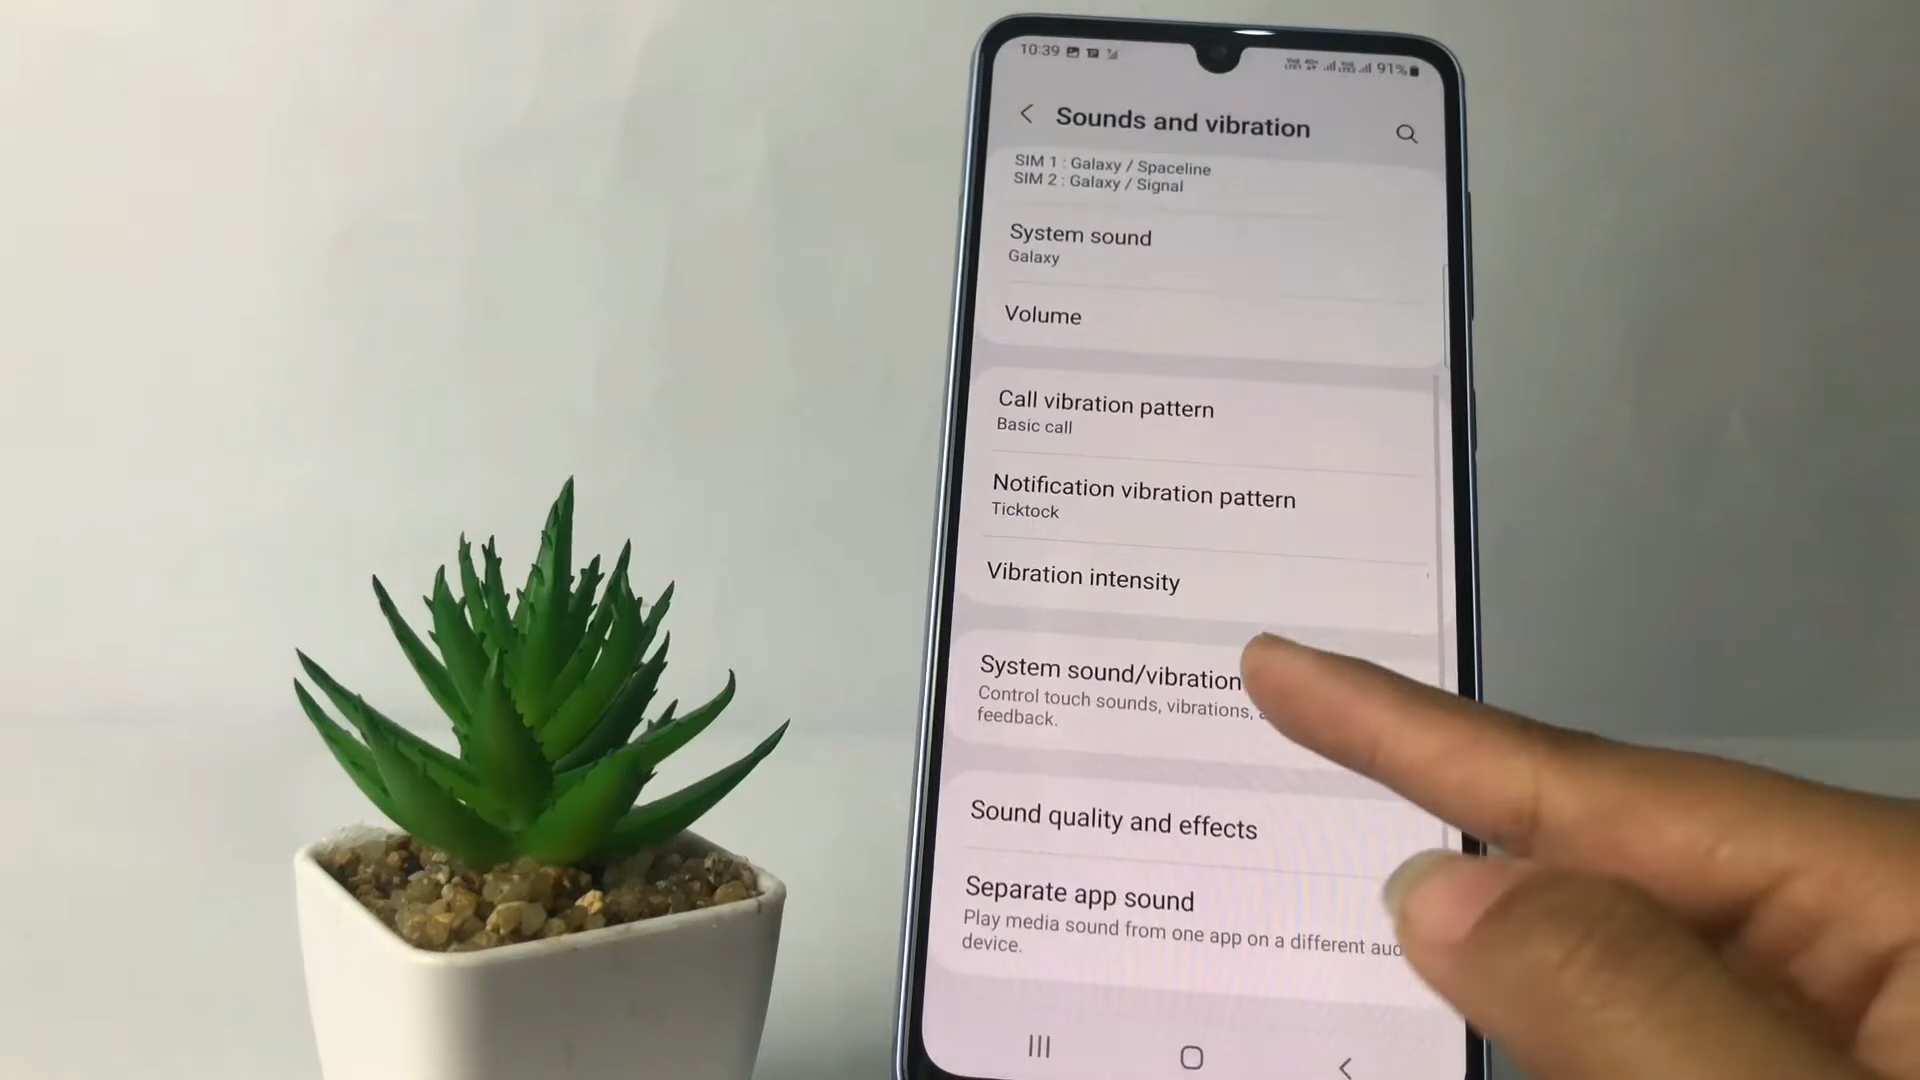 10:39
91%
Sounds and vibration
SIM 1 : Galaxy / Spaceline
SIM 2 : Galaxy / Signal
System sound
Galaxy
Volume
Call vibration pattern
Basic call
Notification vibration pattern
Ticktock
Vibration intensity
System sound/vibration
Control touch sounds, vibrations,
feedback.
Sound quality and effects
Separate app sound
Play media sound from one app on a different
device.